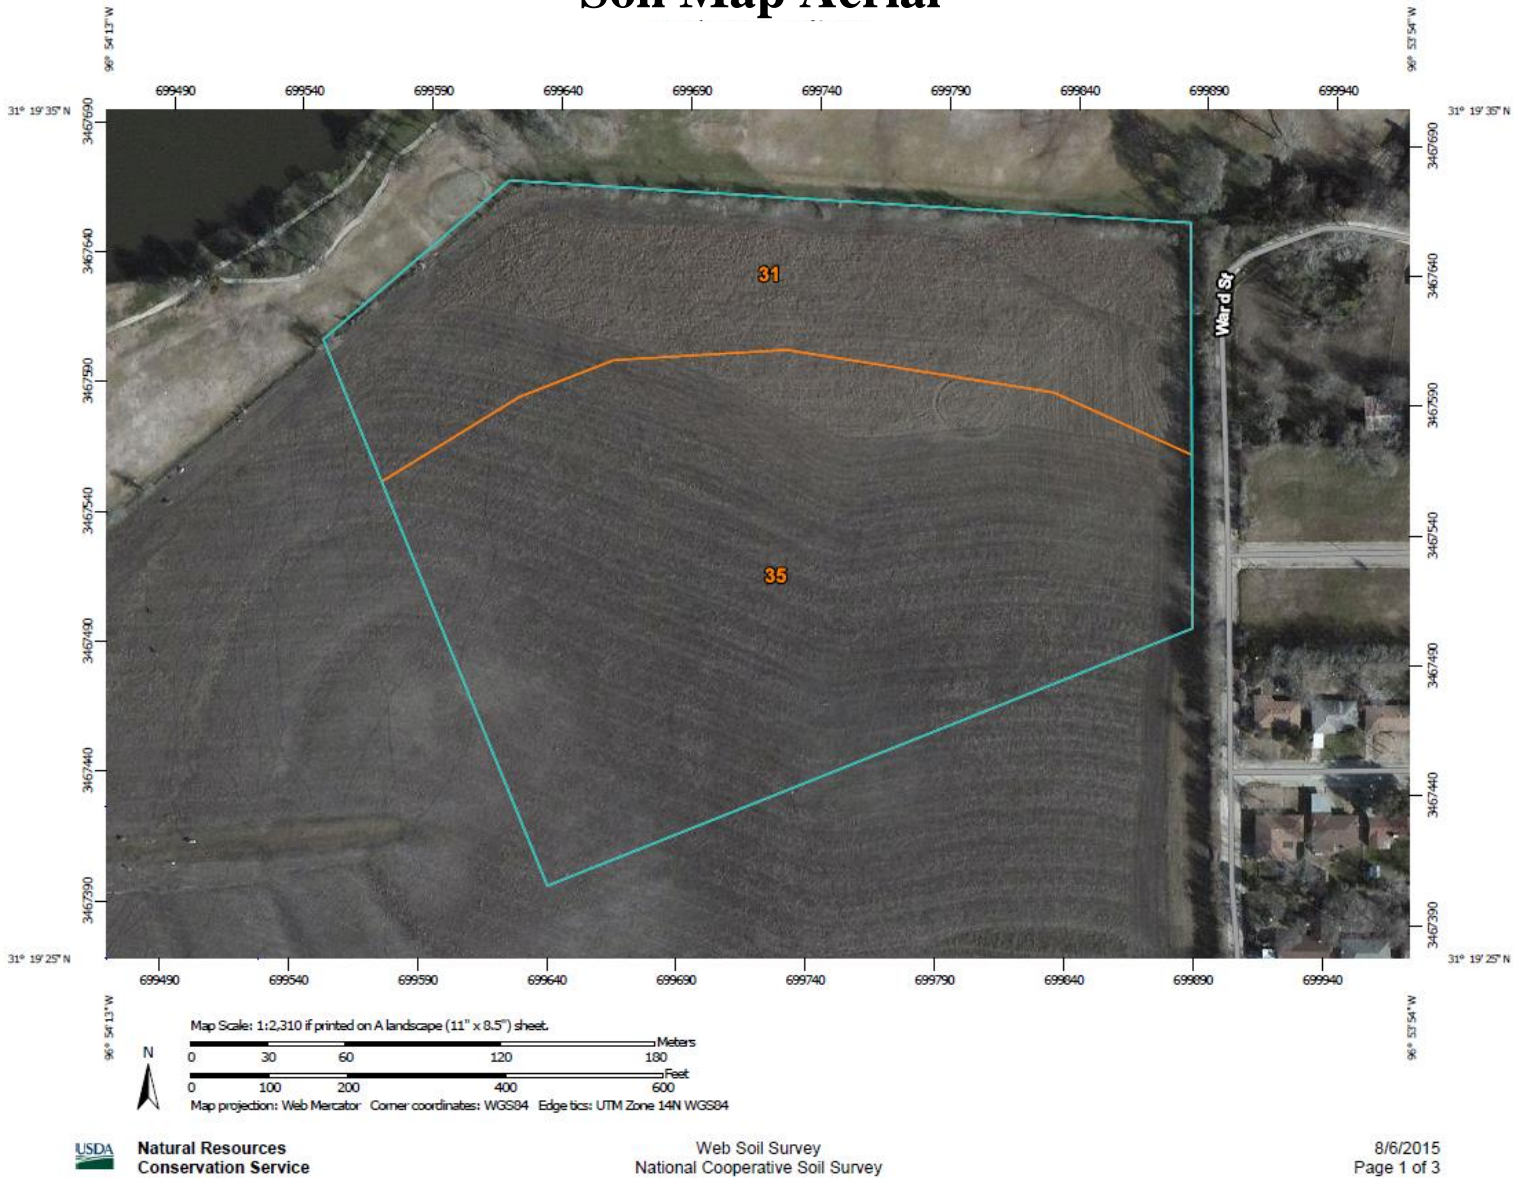 Soil Map Aerial
96° 54' 13" W
96° 53' 54" W
699490 699540 699590 699640 699690 699740 699790 699840 699890 699940
31° 19' 35" N
31° 19' 35" N
3467690
3467640
3467590
3467540
3467490
3467440
3467390
3467690
3467640
3467590
3467540
3467490
3467440
3467390
31
Ward St
35
31° 19' 25" N
31° 19' 25" N
699490 699540 699590 699640 699690 699740 699790 699840 699890 699940
96° 54' 13" W
96° 53' 54" W
Map Scale: 1:2,310 if printed on A landscape (11" x 8.5") sheet.
N
Meters
0 30 60 120 180
Feet
0 100 200 400 600
Map projection: Web Mercator Corner coordinates: WGS84 Edge tics: UTM Zone 14N WGS84
USDA
Natural Resources
Conservation Service
Web Soil Survey
National Cooperative Soil Survey
8/6/2015
Page 1 of 3